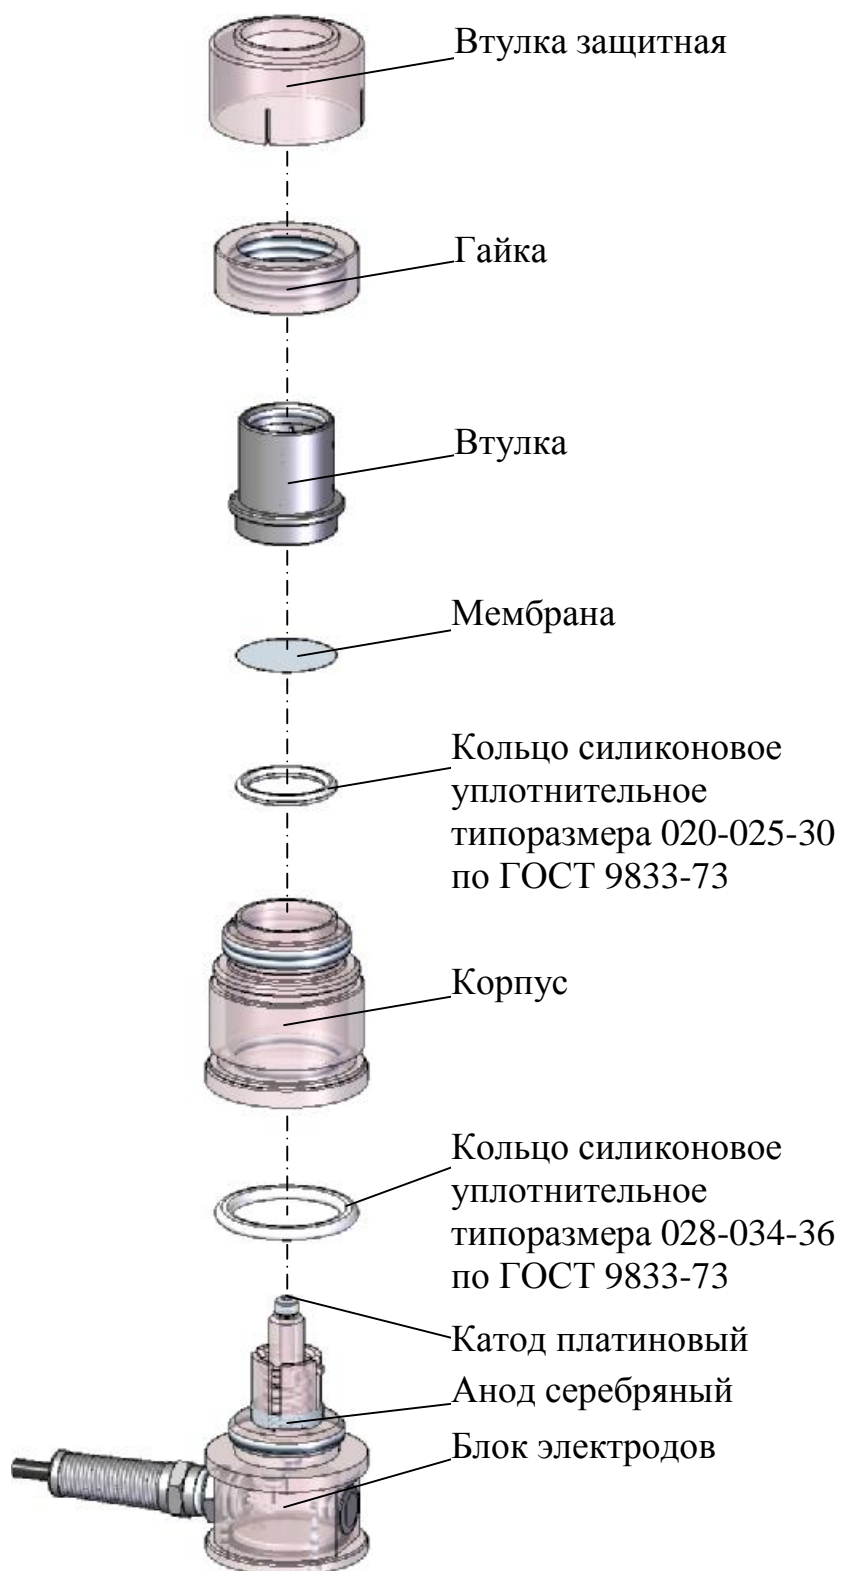 Втулка защитная
Гайка
Втулка
Мембрана
Кольцо силиконовое
уплотнительное
типоразмера 020-025-30
по ГОСТ 9833-73
Корпус
Кольцо силиконовое
уплотнительное
типоразмера 028-034-36
по ГОСТ 9833-73
Катод платиновый
Анод серебряный
Блок электродов